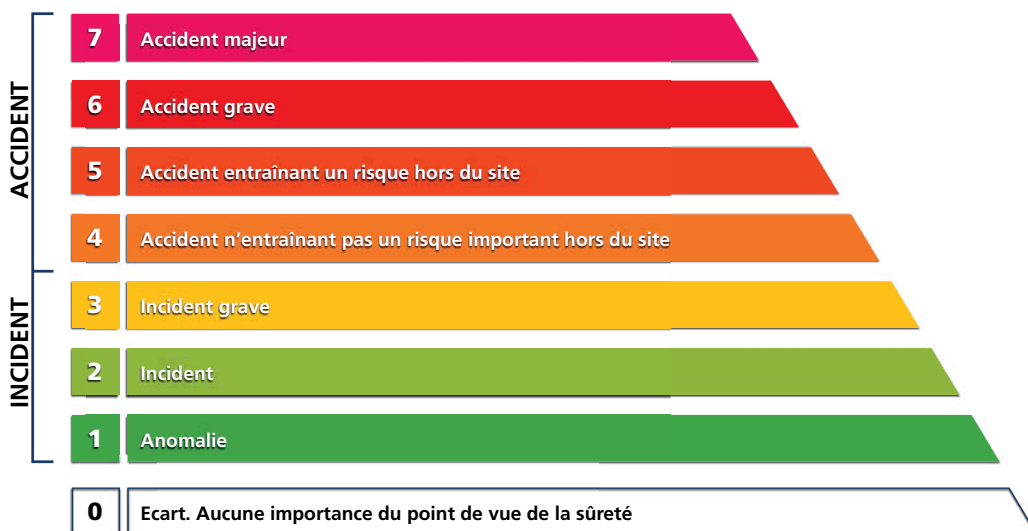 ACCIDENT
7 Accident majeur
6 Accident grave
5 Accident entraînant un risque hors du site
4 Accident n’entraînant pas un risque important hors du site
INCIDENT
3 Incident grave
2 Incident
1 Anomalie
0 Ecart. Aucune importance du point de vue de la sûreté